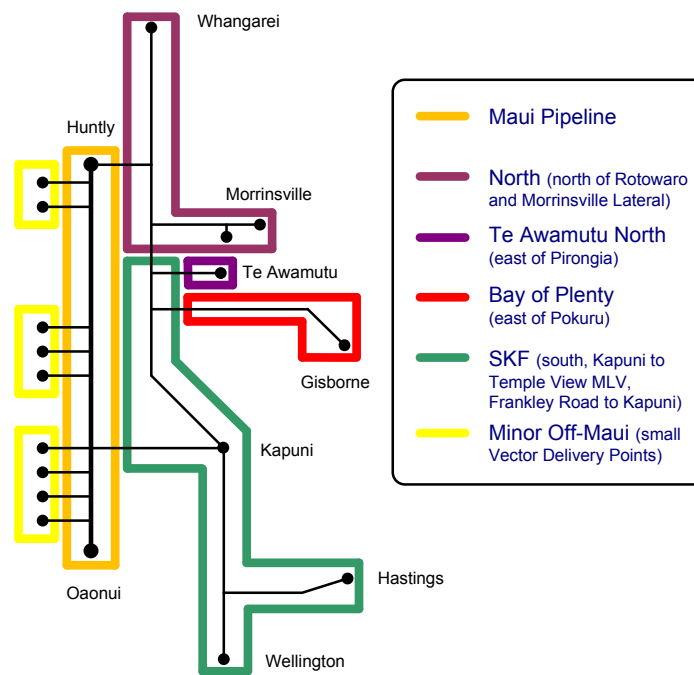 Whangarei
Huntly
Morrinsville
Te Awamutu
Gisborne
Kapuni
Oaonui
Hastings
Wellington
Maui Pipeline
North (north of Rotowaro
and Morrinsville Lateral)
Te Awamutu North
(east of Pirongia)
Bay of Plenty
(east of Pokuru)
SKF (south, Kapuni to
Temple View MLV,
Frankley Road to Kapuni)
Minor Off-Maui (small
Vector Delivery Points)